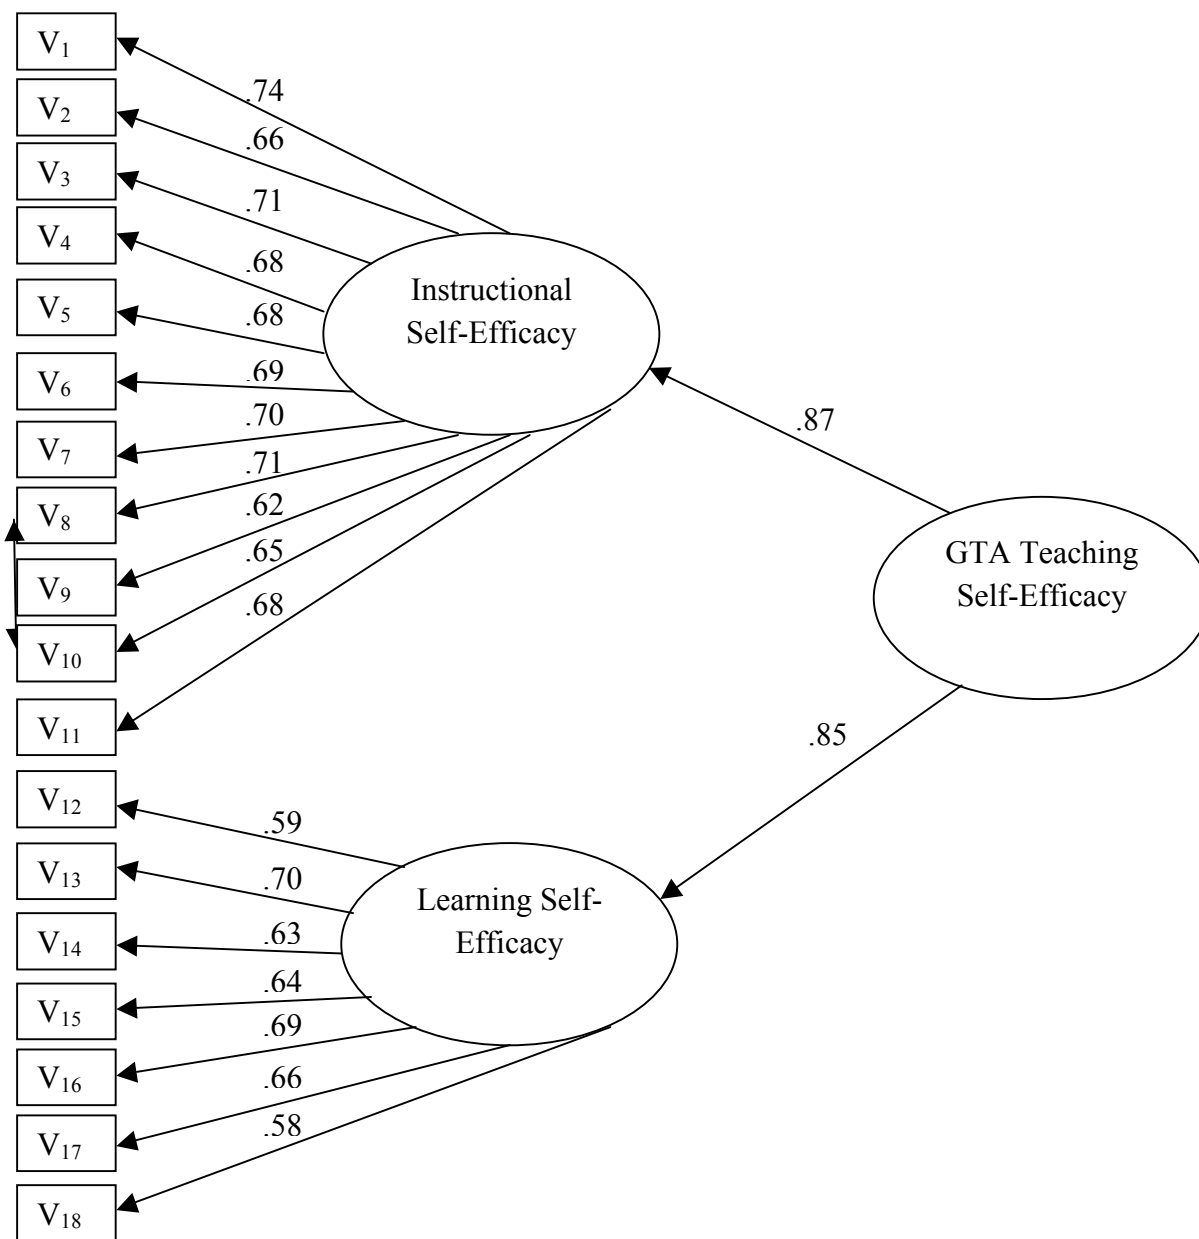 V₁
.74
V₂
.66
V₃
.71
V₄
.68
V₅
.68
V₆
.69
V₇
.70
V₈
.71
V₉
.62
V₁₀
.65
V₁₁
.68
Instructional
Self-Efficacy
.87
GTA Teaching
Self-Efficacy
.85
V₁₂
.59
V₁₃
.70
V₁₄
.63
V₁₅
.64
V₁₆
.69
V₁₇
.66
V₁₈
.58
Learning Self-
Efficacy